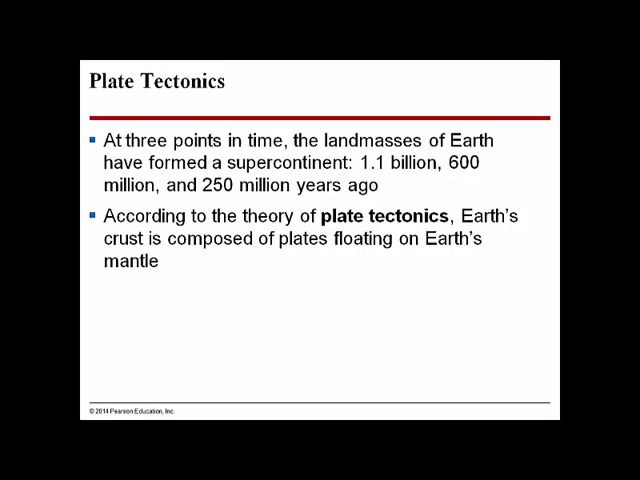 Plate Tectonics
At three points in time, the landmasses of Earth
have formed a supercontinent: 1.1 billion, 600
million, and 250 million years ago
According to the theory of plate tectonics, Earth's
crust is composed of plates floating on Earth's
mantle
© 2014 Pearson Education, Inc.